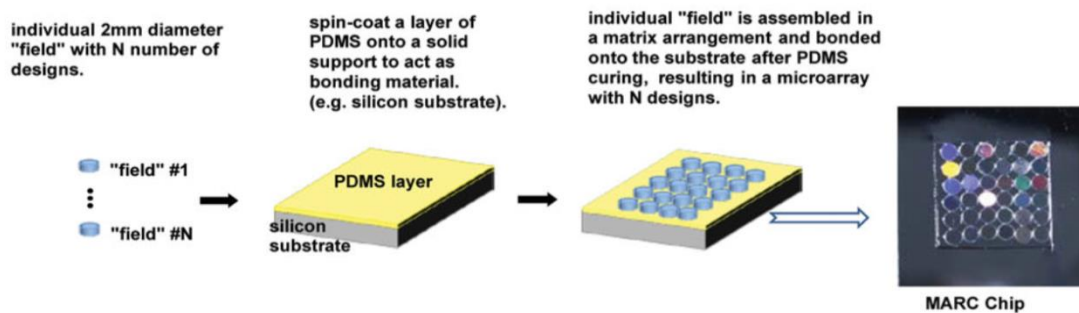 individual 2mm diameter
"field" with N number of
designs.
spin-coat a layer of
PDMS onto a solid
support to act as
bonding material.
(e.g. silicon substrate).
individual "field" is assembled in
a matrix arrangement and bonded
onto the substrate after PDMS
curing, resulting in a microarray
with N designs.
"field" #1
"field" #N
PDMS layer
silicon
substrate
MARC Chip